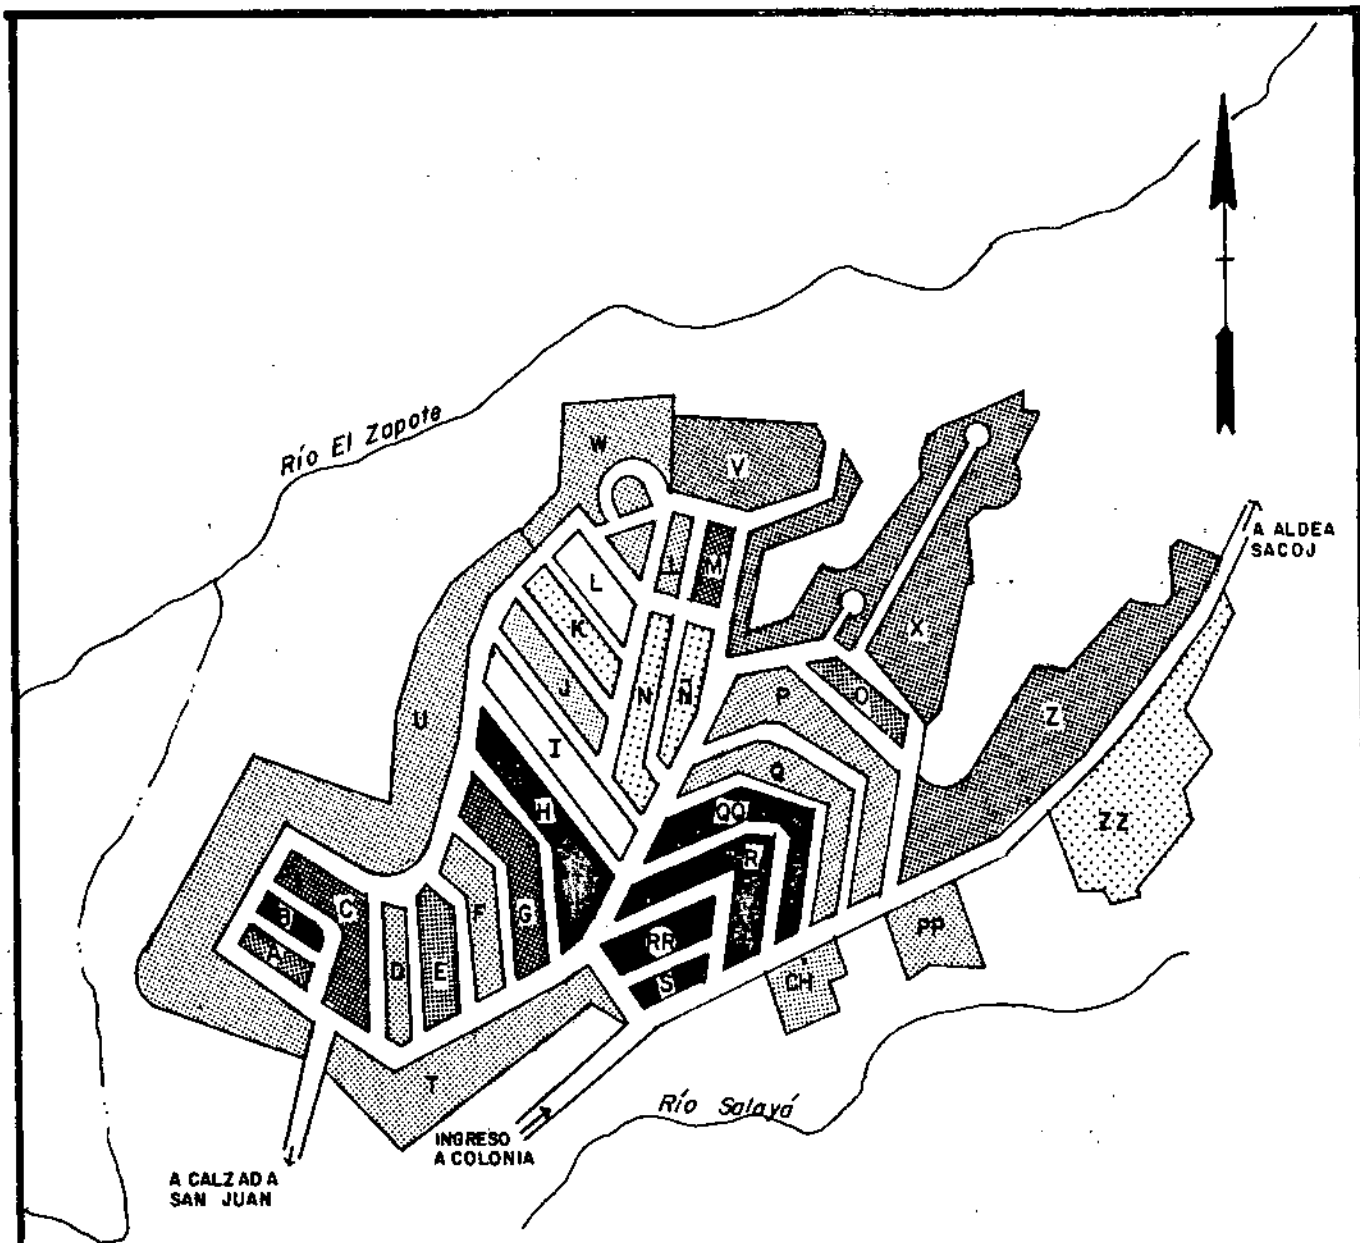 Río El Zapote
W
V
A ALDEA
SACOJ
L
M
L
K
X
J
N
Ñ
P
O
U
I
Z
Q
H
QQ
ZZ
R
C
B
F
G
A
D
E
RR
PP
S
CH
T
Río Salayá
INGRESO
A COLONIA
A CALZADA
SAN JUAN